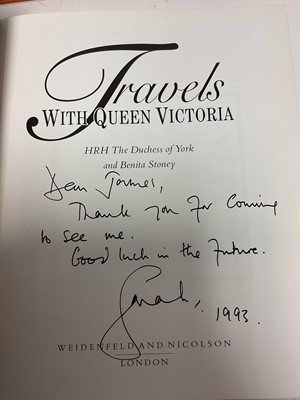 Travels
WITH QUEEN VICTORIA
HRH The Duchess of York
and Benita Stoney
Dear James,
Thank you for coming
to see me.
Good luck in the future.
Sarah,
1993.
WEIDENFELD AND NICOLSON
LONDON